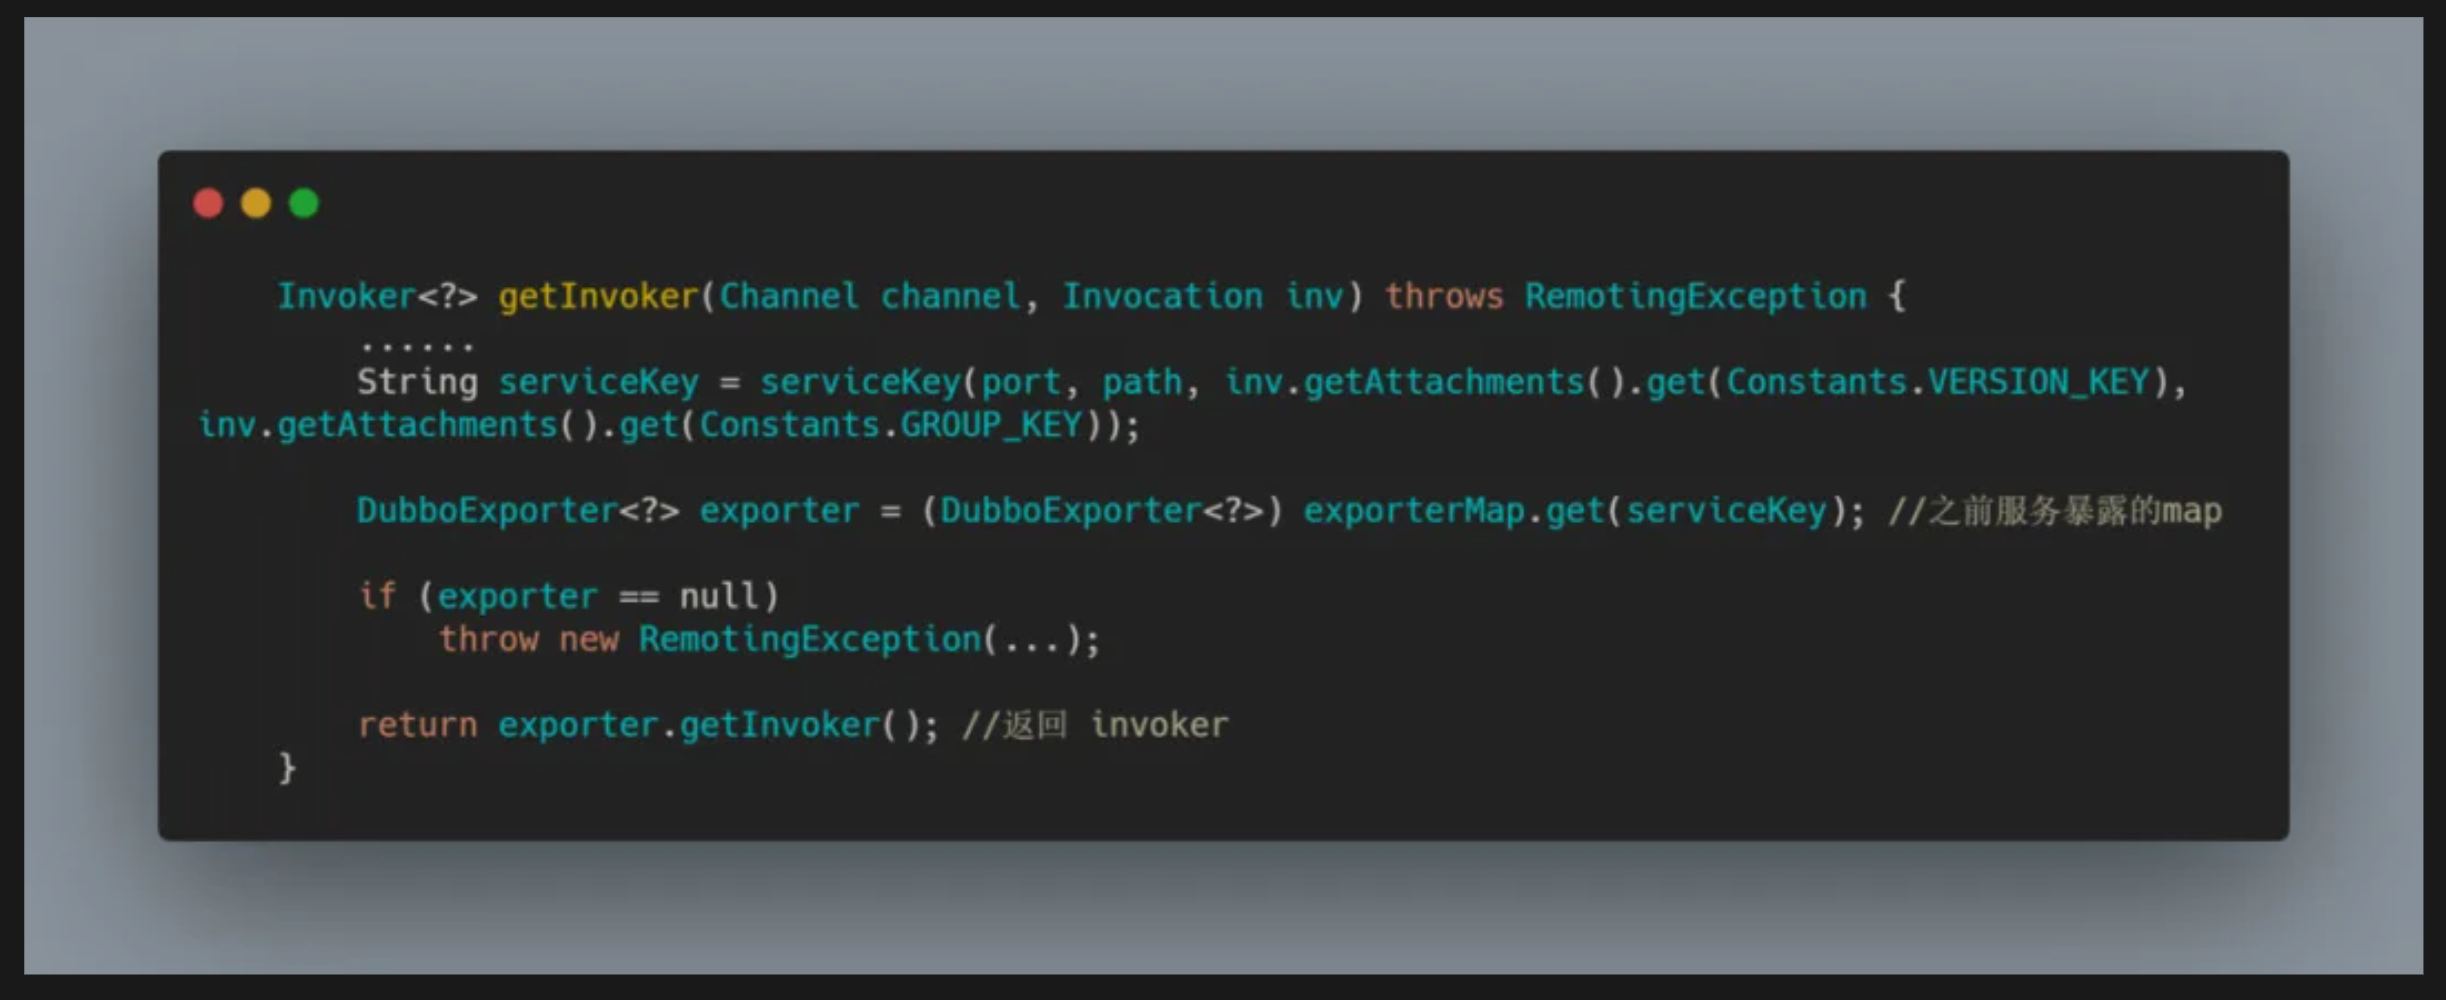 Invoker<?> getInvoker(Channel channel, Invocation inv) throws RemotingException {
......
String serviceKey = serviceKey(port, path, inv.getAttachments().get(Constants.VERSION_KEY),
inv.getAttachments().get(Constants.GROUP_KEY));
DubboExporter<?> exporter = (DubboExporter<?>) exporterMap.get(serviceKey); //之前服务暴露的map
if (exporter == null)
throw new RemotingException(...);
return exporter.getInvoker(); //返回 invoker
}